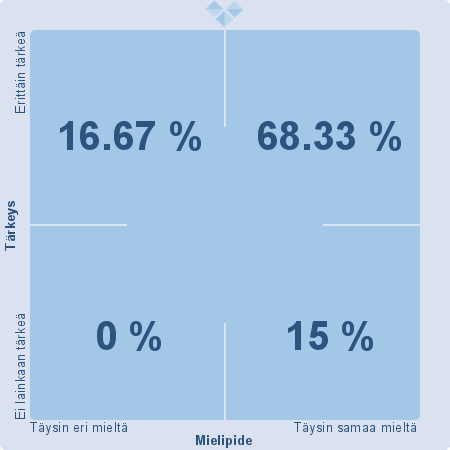 Erittäin tärkeä
16.67 %
68.33 %
Tärkeys
Ei lainkaan tärkeä
0 %
15 %
Täysin eri mieltä
Täysin samaa mieltä
Mielipide